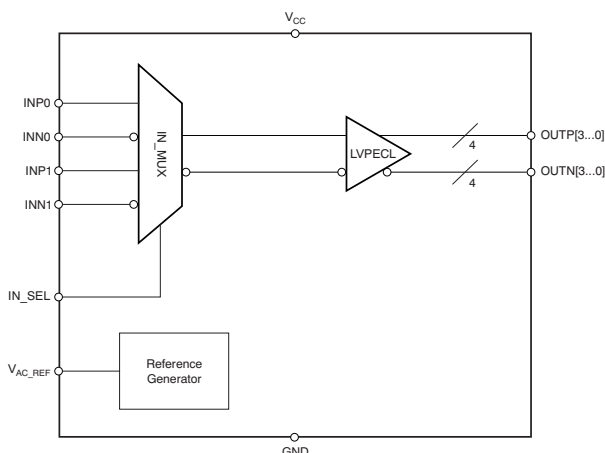 VCC
INP0
INN0
INP1
INN1
IN_MUX
LVPECL
4
OUTP[3...0]
4
OUTN[3...0]
IN_SEL
VAC_REF
Reference
Generator
GND